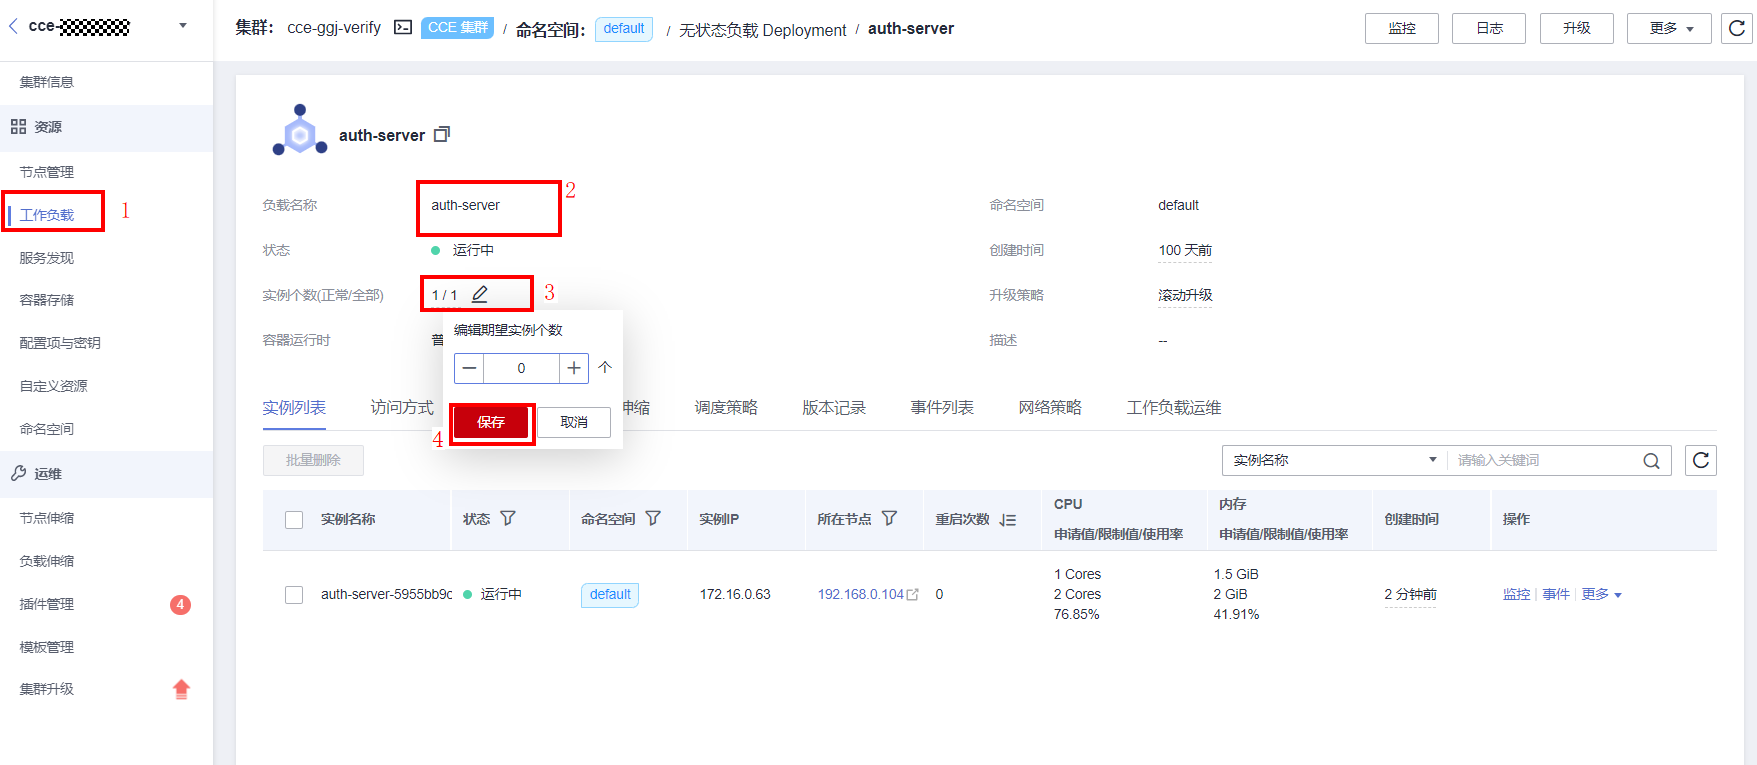 cce-
集群: cce-ggj-verify CCE 集群 / 命名空间: default / 无状态负载 Deployment / auth-server
监控 日志 升级 更多
集群信息
资源
节点管理
工作负载 1
服务发现
容器存储
配置项与密钥
自定义资源
命名空间
运维
节点伸缩
负载伸缩
插件管理 4
模板管理
集群升级
auth-server
负载名称 auth-server 2
命名空间 default
状态 运行中
创建时间 100 天前
实例个数(正常/全部) 1 / 1 3
升级策略 滚动升级
容器运行时 普
描述 --
编辑期望实例个数
0 个
保存 取消
4
实例列表 访问方式 伸缩 调度策略 版本记录 事件列表 网络策略 工作负载运维
批量删除
实例名称 请输入关键词
实例名称 状态 命名空间 实例IP 所在节点 重启次数 CPU 内存 创建时间 操作
申请值/限制值/使用率 申请值/限制值/使用率
auth-server-5955bb9c 运行中 default 172.16.0.63 192.168.0.104 0
1 Cores 1.5 GiB
2 Cores 2 GiB
76.85% 41.91%
2 分钟前 监控 事件 更多